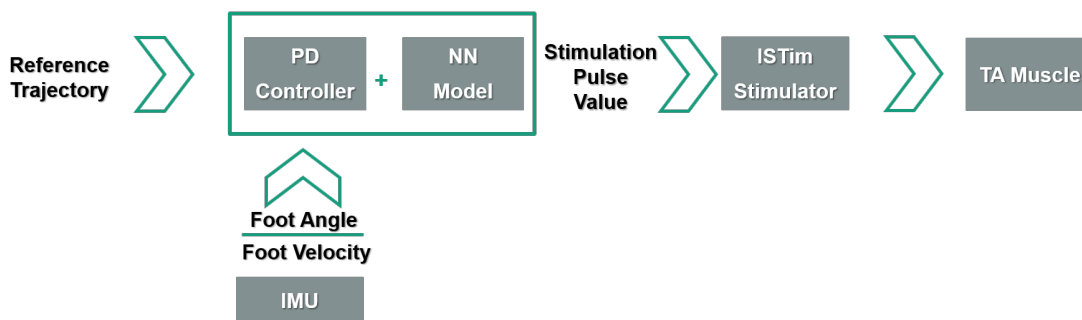 Reference
Trajectory
PD
Controller
+
NN
Model
Stimulation
Pulse
Value
ISTim
Stimulator
TA Muscle
Foot Angle
Foot Velocity
IMU